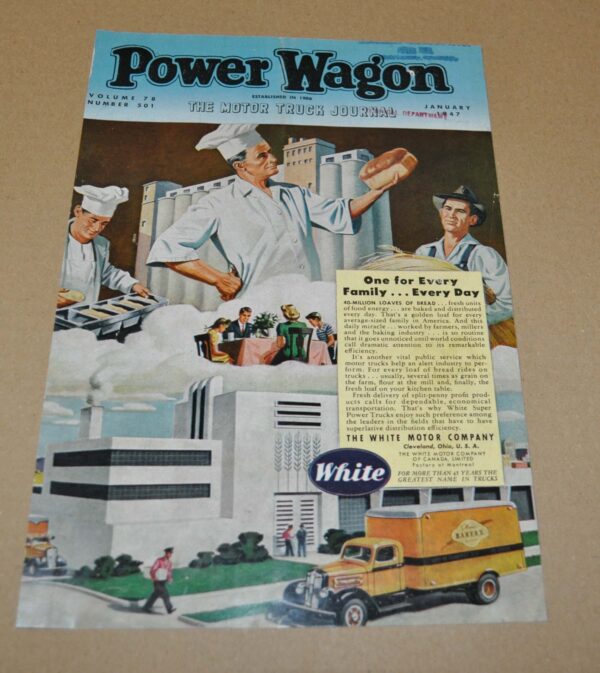 Power Wagon
ESTABLISHED IN 1906
VOLUME 78
NUMBER 501
THE MOTOR TRUCK JOURNAL
DEPARTMENT
JANUARY
47
One for Every
Family . . . Every Day
40-MILLION LOAVES OF BREAD . . . fresh units
of food energy . . . are baked and distributed
every day. That's a golden loaf for every
average-sized family in America. And this
daily miracle . . . worked by farmers, millers
and the baking industry . . . is so routine
that it goes unnoticed until world conditions
call dramatic attention to its remarkable
efficiency.
It's another vital public service which
motor trucks help an alert industry to per-
form. For every loaf of bread rides on
trucks . . . usually, several times as grain on
the farm, flour at the mill and, finally, the
fresh loaf on your kitchen table.
Fresh delivery of split-penny profit prod-
ucts calls for dependable, economical
transportation. That's why White Super
Power Trucks enjoy such preference among
the leaders in the fields that have to have
superlative distribution efficiency.
THE WHITE MOTOR COMPANY
Cleveland, Ohio, U. S. A.
THE WHITE MOTOR COMPANY
OF CANADA, LIMITED
Factory at Montreal
White
FOR MORE THAN 45 YEARS THE
GREATEST NAME IN TRUCKS
BAKERY